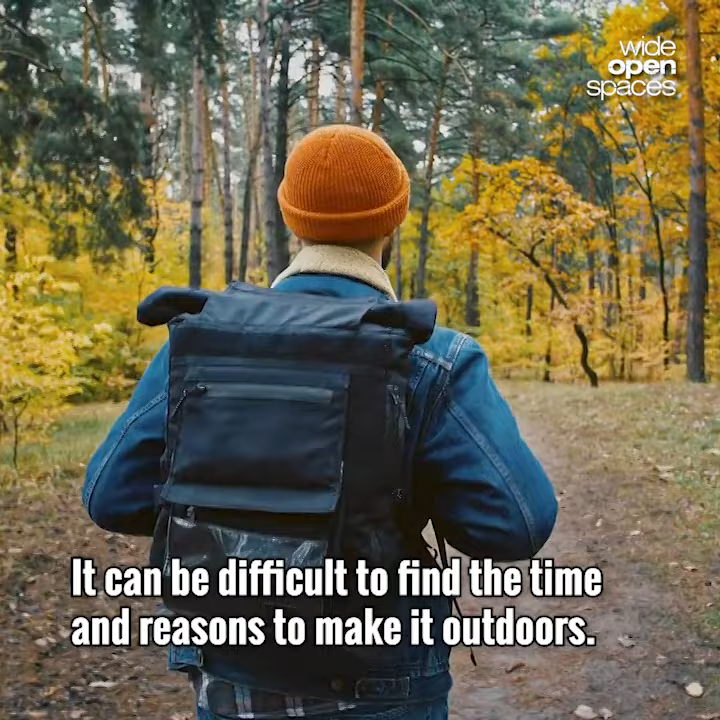 wide
open
spaces
It can be difficult to find the time
and reasons to make it outdoors.